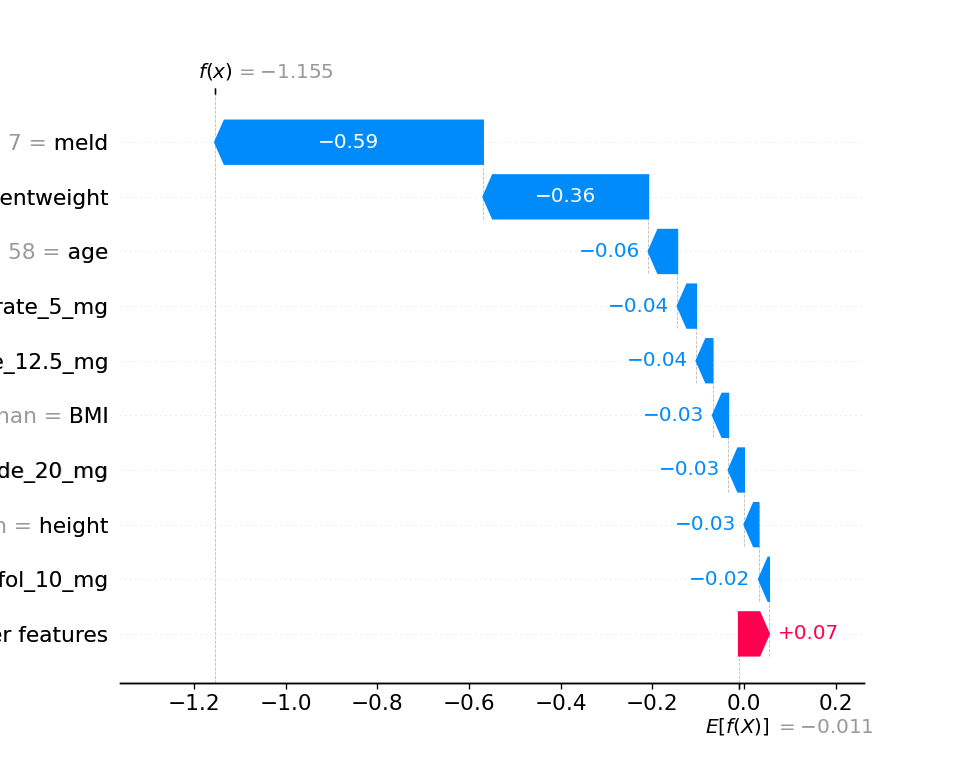 f(x) = −1.155
7 = meld
−0.59
entweight
−0.36
58 = age
−0.06
rate_5_mg
−0.04
e_12.5_mg
−0.04
nan = BMI
−0.03
de_20_mg
−0.03
n = height
−0.03
fol_10_mg
−0.02
er features
+0.07
−1.2 −1.0 −0.8 −0.6 −0.4 −0.2 0.0 0.2
E[f(X)] = −0.011